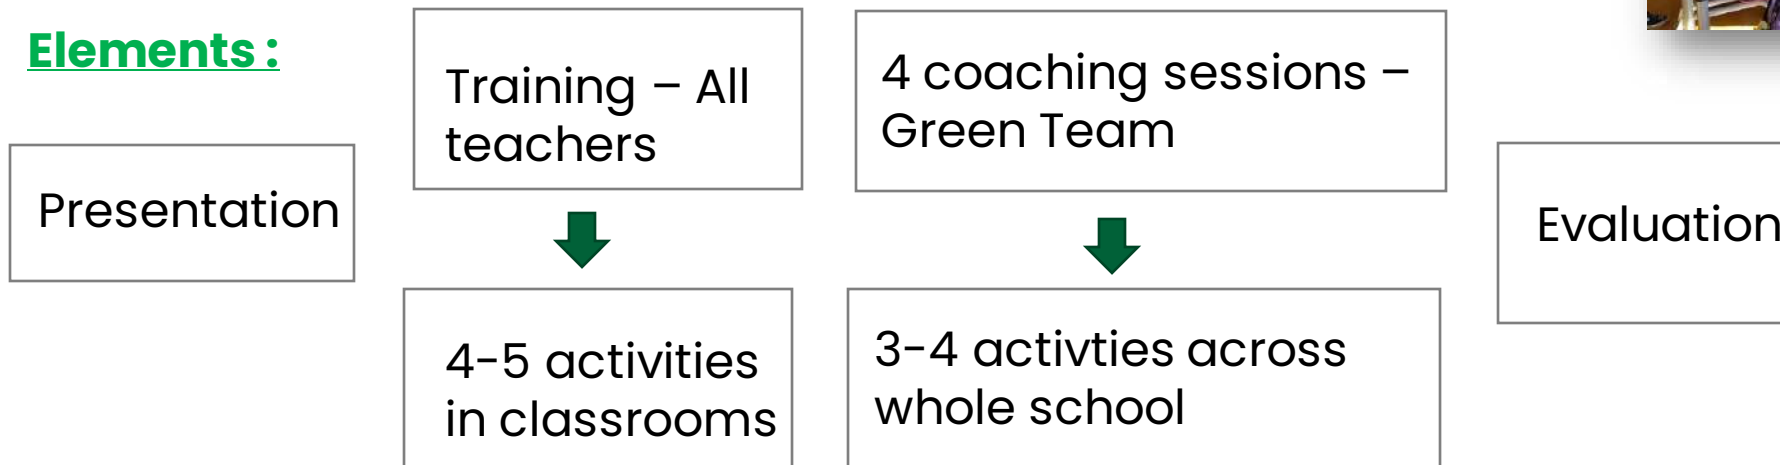 Elements :
Presentation
Training – All
teachers
4-5 activities
in classrooms
4 coaching sessions –
Green Team
3-4 activties across
whole school
Evaluation